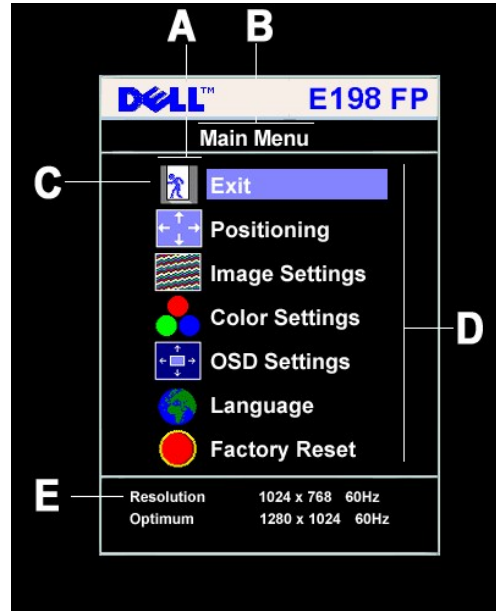 A B
DELL™ E198 FP
Main Menu
C Exit
Positioning
Image Settings
Color Settings
D
OSD Settings
Language
Factory Reset
E Resolution 1024 x 768 60Hz
Optimum 1280 x 1024 60Hz